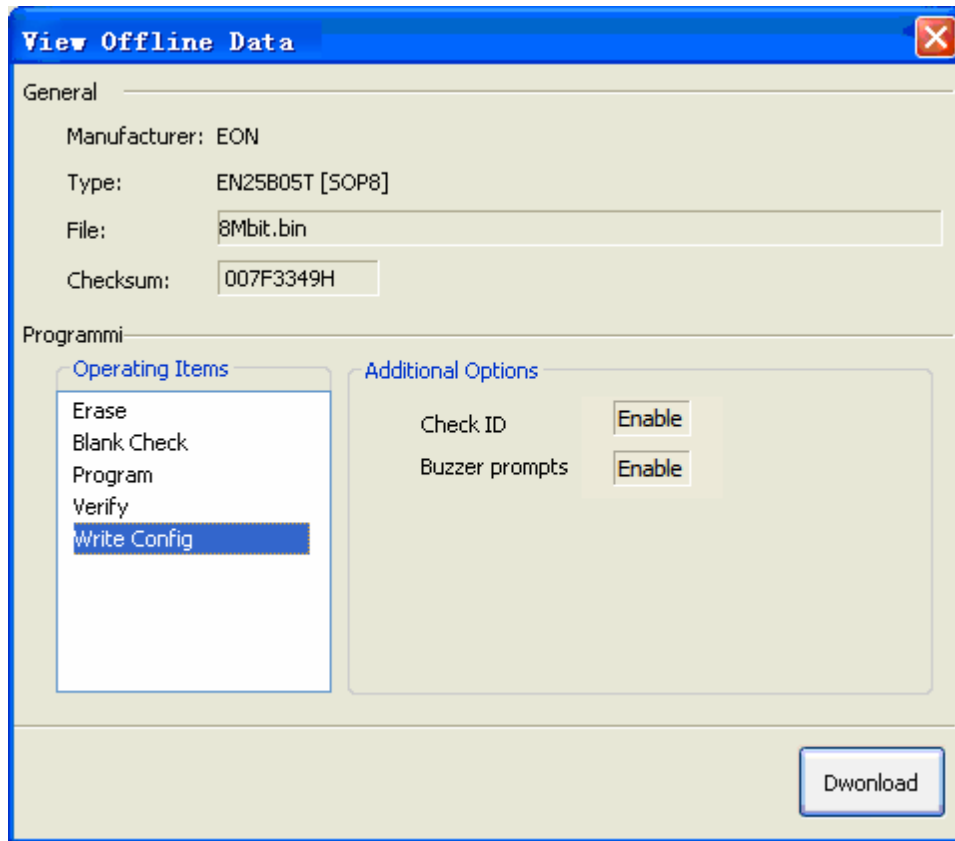 View Offline Data
General
Manufacturer: EON
Type: EN25B05T [SOP8]
File: 8Mbit.bin
Checksum: 007F3349H
Programmi
Operating Items
Erase
Blank Check
Program
Verify
Write Config
Additional Options
Check ID Enable
Buzzer prompts Enable
Dwonload